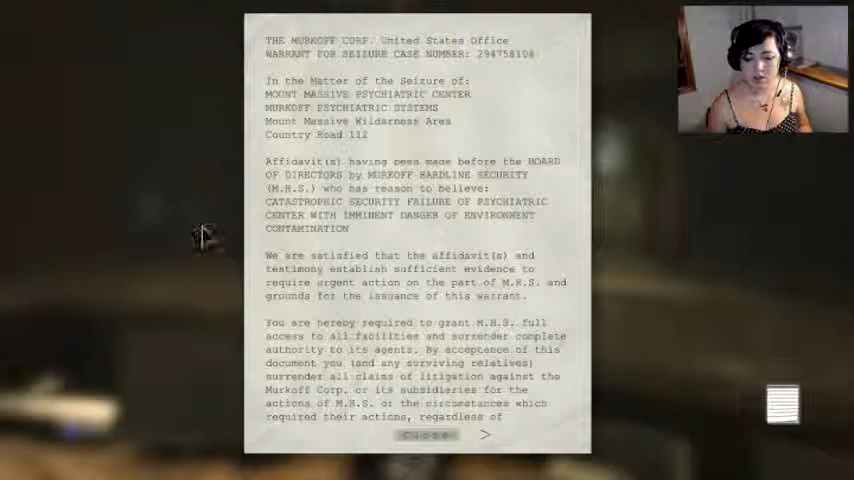 THE MURKOFF CORP. United States Office
WARRANT FOR SEIZURE CASE NUMBER: 294758108
In the Matter of the Seizure of:
MOUNT MASSIVE PSYCHIATRIC CENTER
MURKOFF PSYCHIATRIC SYSTEMS
Mount Massive Wilderness Area
Country Road 112
Affidavit(s) having been made before the BOARD
OF DIRECTORS by MURKOFF HARDLINE SECURITY
(M.H.S.) who has reason to believe:
CATASTROPHIC SECURITY FAILURE OF PSYCHIATRIC
CENTER WITH IMMINENT DANGER OF ENVIRONMENT
CONTAMINATION
We are satisfied that the affidavit(s) and
testimony establish sufficient evidence to
require urgent action on the part of M.H.S. and
grounds for the issuance of this warrant.
You are hereby required to grant M.H.S. full
access to all facilities and surrender complete
authority to its agents. By acceptance of this
document you (and any surviving relatives)
surrender all claims of litigation against the
Murkoff Corp. or its subsidiaries for the
actions of M.H.S. or the circumstances which
required their actions, regardless of
Close >